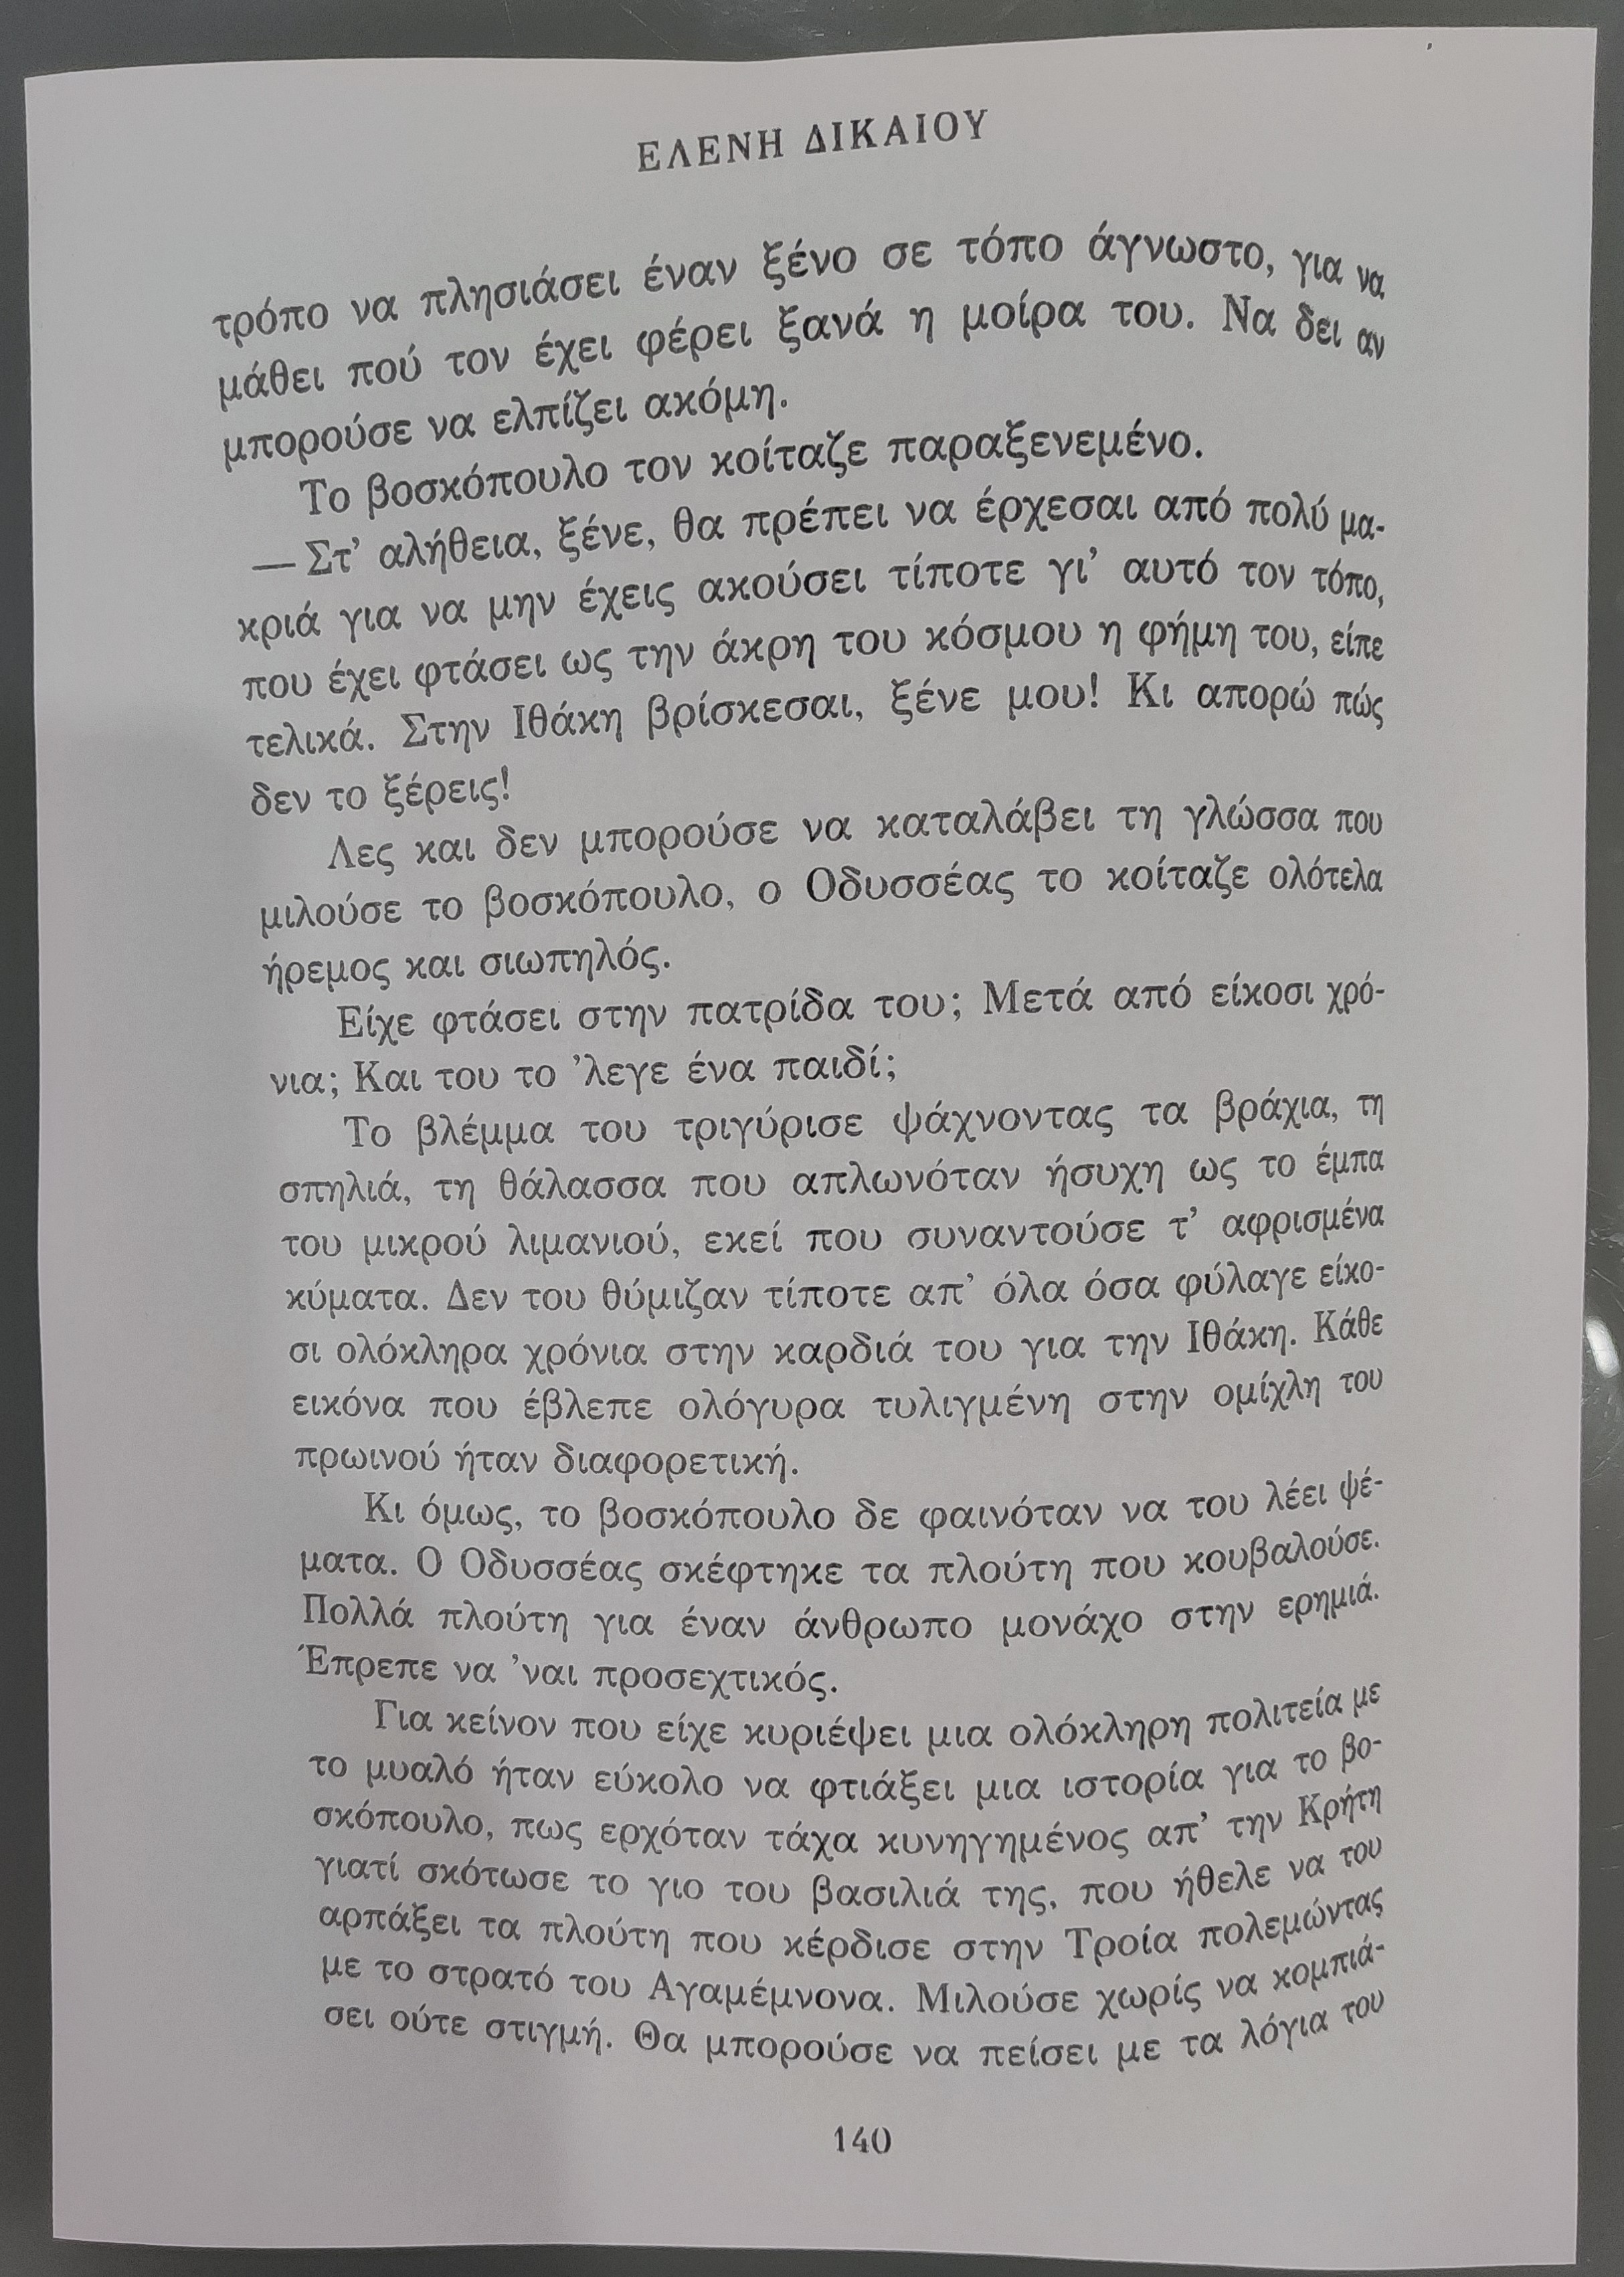 ΕΛΕΝΗ ΔΙΚΑΙΟΥ
τρόπο να πλησιάσει έναν ξένο σε τόπο άγνωστο, για να
μάθει πού τον έχει φέρει ξανά η μοίρα του. Να δει αν
μπορούσε να ελπίζει ακόμη.
Το βοσκόπουλο τον κοίταζε παραξενεμένο.
— Στ' αλήθεια, ξένε, θα πρέπει να έρχεσαι από πολύ μα-
κριά για να μην έχεις ακούσει τίποτε γι' αυτό τον τόπο,
που έχει φτάσει ως την άκρη του κόσμου η φήμη του, είπε
τελικά. Στην Ιθάκη βρίσκεσαι, ξένε μου! Κι απορώ πώς
δεν το ξέρεις!
Λες και δεν μπορούσε να καταλάβει τη γλώσσα που
μιλούσε το βοσκόπουλο, ο Οδυσσέας το κοίταζε ολότελα
ήρεμος και σιωπηλός.
Είχε φτάσει στην πατρίδα του; Μετά από είκοσι χρό-
νια; Και του το 'λεγε ένα παιδί;
Το βλέμμα του τριγύρισε ψάχνοντας τα βράχια, τη
σπηλιά, τη θάλασσα που απλωνόταν ήσυχη ως το έμπα
του μικρού λιμανιού, εκεί που συναντούσε τ' αφρισμένα
κύματα. Δεν του θύμιζαν τίποτε απ' όλα όσα φύλαγε είκο-
σι ολόκληρα χρόνια στην καρδιά του για την Ιθάκη. Κάθε
εικόνα που έβλεπε ολόγυρα τυλιγμένη στην ομίχλη του
πρωινού ήταν διαφορετική.
Κι όμως, το βοσκόπουλο δε φαινόταν να του λέει ψέ-
ματα. Ο Οδυσσέας σκέφτηκε τα πλούτη που κουβαλούσε.
Πολλά πλούτη για έναν άνθρωπο μονάχο στην ερημιά.
Έπρεπε να 'ναι προσεχτικός.
Για κείνον που είχε κυριέψει μια ολόκληρη πολιτεία με
το μυαλό ήταν εύκολο να φτιάξει μια ιστορία για το βο-
σκόπουλο, πως ερχόταν τάχα κυνηγημένος απ' την Κρήτη
γιατί σκότωσε το γιο του βασιλιά της, που ήθελε να του
αρπάξει τα πλούτη που κέρδισε στην Τροία πολεμώντας
με το στρατό του Αγαμέμνονα. Μιλούσε χωρίς να κομπιά-
σει ούτε στιγμή. Θα μπορούσε να πείσει με τα λόγια του
140